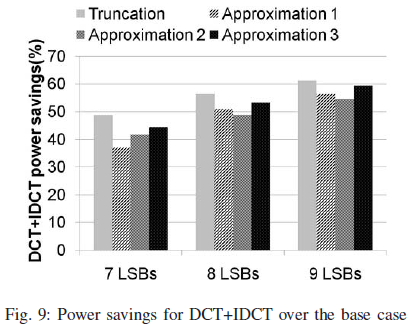 Truncation Approximation 1
Approximation 2 Approximation 3
DCT+IDCT power savings(%)
70
60
50
40
30
20
10
0
7 LSBs 8 LSBs 9 LSBs
Fig. 9: Power savings for DCT+IDCT over the base case